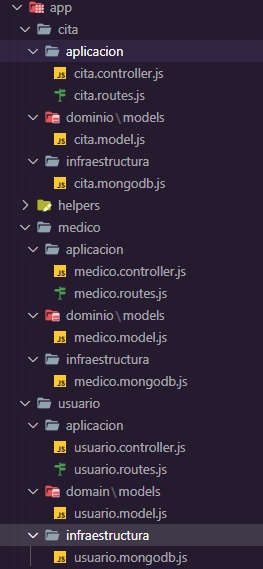 app
cita
aplicacion
JS cita.controller.js
cita.routes.js
dominio\models
JS cita.model.js
infraestructura
JS cita.mongodb.js
helpers
medico
aplicacion
JS medico.controller.js
medico.routes.js
dominio\models
JS medico.model.js
infraestructura
JS medico.mongodb.js
usuario
aplicacion
JS usuario.controller.js
usuario.routes.js
domain\models
JS usuario.model.js
infraestructura
JS usuario.mongodb.js